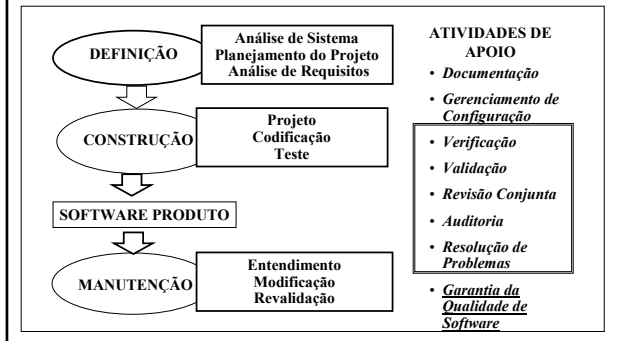 DEFINIÇÃO
Análise de Sistema
Planejamento do Projeto
Análise de Requisitos
CONSTRUÇÃO
Projeto
Codificação
Teste
SOFTWARE PRODUTO
MANUTENÇÃO
Entendimento
Modificação
Revalidação
ATIVIDADES DE
APOIO
• Documentação
• Gerenciamento de
Configuração
• Verificação
• Validação
• Revisão Conjunta
• Auditoria
• Resolução de
Problemas
• Garantia da
Qualidade de
Software